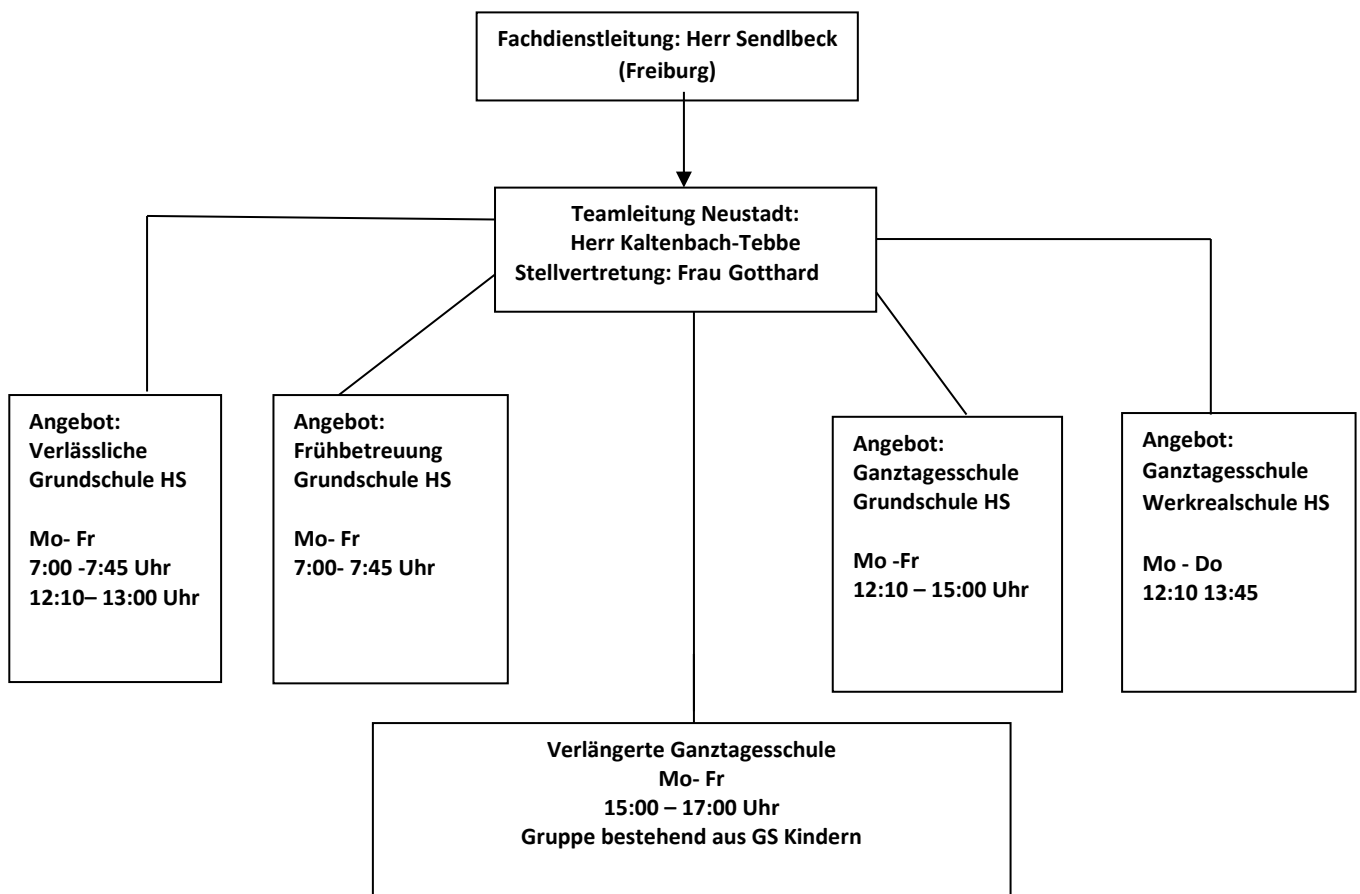 Fachdienstleitung: Herr Sendlbeck
(Freiburg)
Teamleitung Neustadt:
Herr Kaltenbach-Tebbe
Stellvertretung: Frau Gotthard
Angebot:
Verlässliche
Grundschule HS
Mo- Fr
7:00 -7:45 Uhr
12:10– 13:00 Uhr
Angebot:
Frühbetreuung
Grundschule HS
Mo- Fr
7:00- 7:45 Uhr
Angebot:
Ganztagesschule
Grundschule HS
Mo -Fr
12:10 – 15:00 Uhr
Angebot:
Ganztagesschule
Werkrealschule HS
Mo - Do
12:10 13:45
Verlängerte Ganztagesschule
Mo- Fr
15:00 – 17:00 Uhr
Gruppe bestehend aus GS Kindern